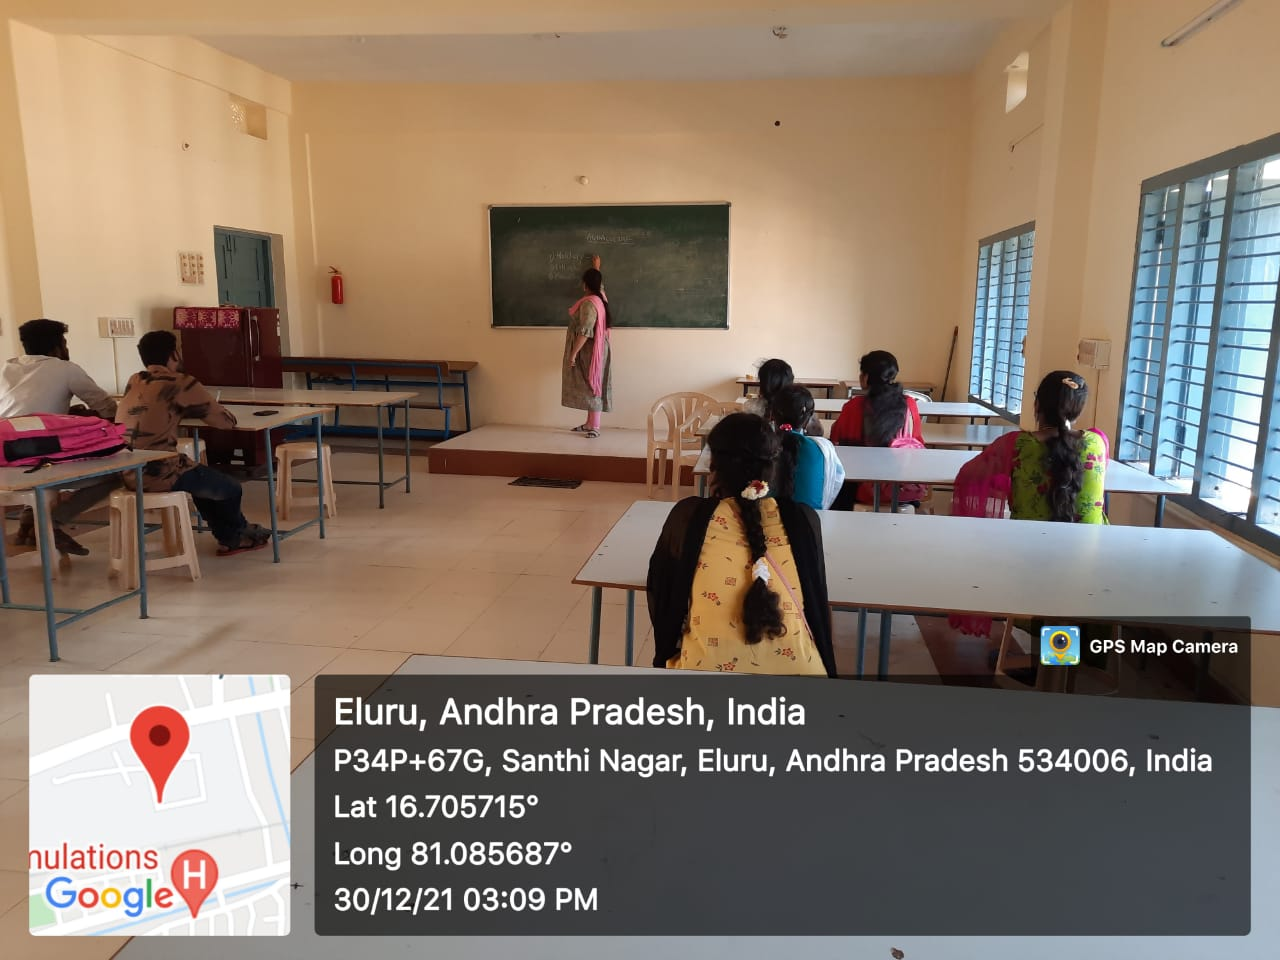 GPS Map Camera
Eluru, Andhra Pradesh, India
P34P+67G, Santhi Nagar, Eluru, Andhra Pradesh 534006, India
Lat 16.705715°
Long 81.085687°
30/12/21 03:09 PM
nulations
Google
H